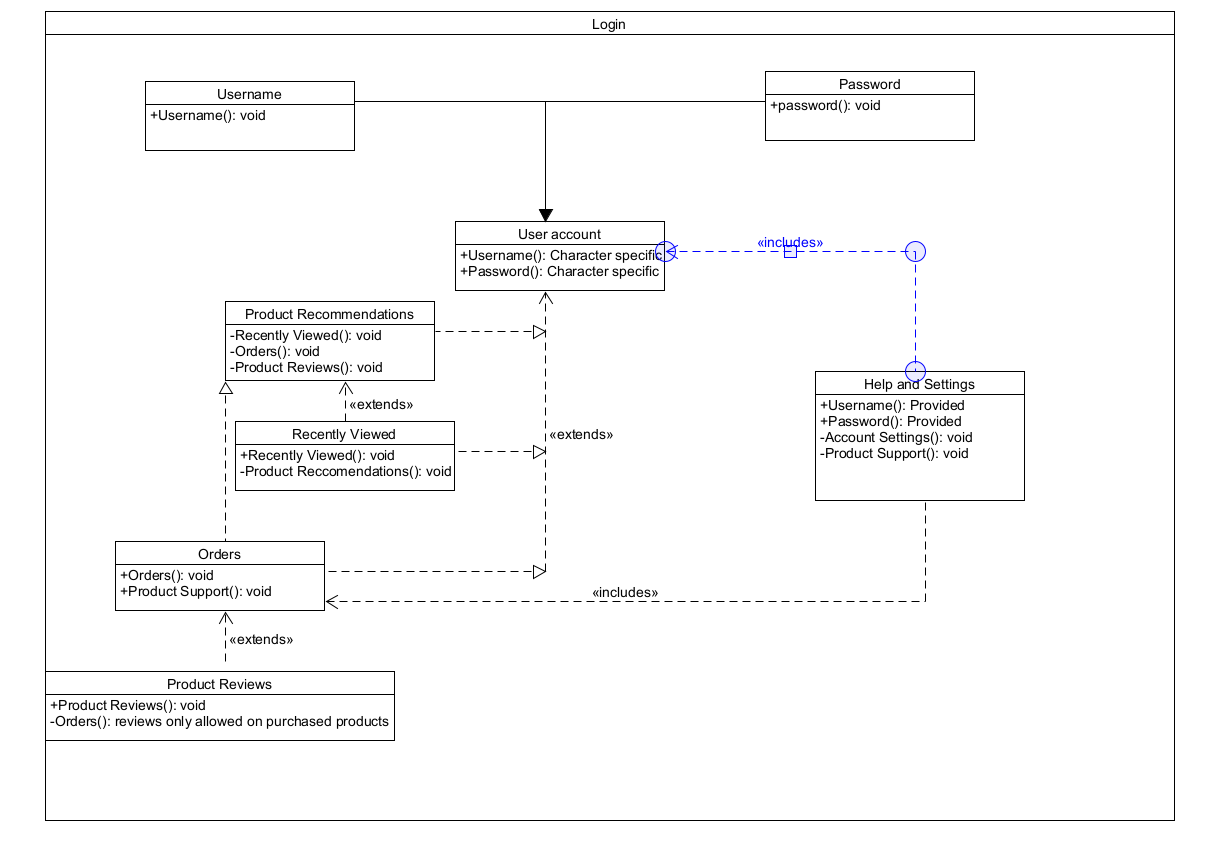 Login
Username
+Username(): void
Password
+password(): void
User account
+Username(): Character specific
+Password(): Character specific
«includes»
Product Recommendations
-Recently Viewed(): void
-Orders(): void
-Product Reviews(): void
«extends»
Recently Viewed
+Recently Viewed(): void
-Product Reccomendations(): void
«extends»
Help and Settings
+Username(): Provided
+Password(): Provided
-Account Settings(): void
-Product Support(): void
Orders
+Orders(): void
+Product Support(): void
«includes»
«extends»
Product Reviews
+Product Reviews(): void
-Orders(): reviews only allowed on purchased products